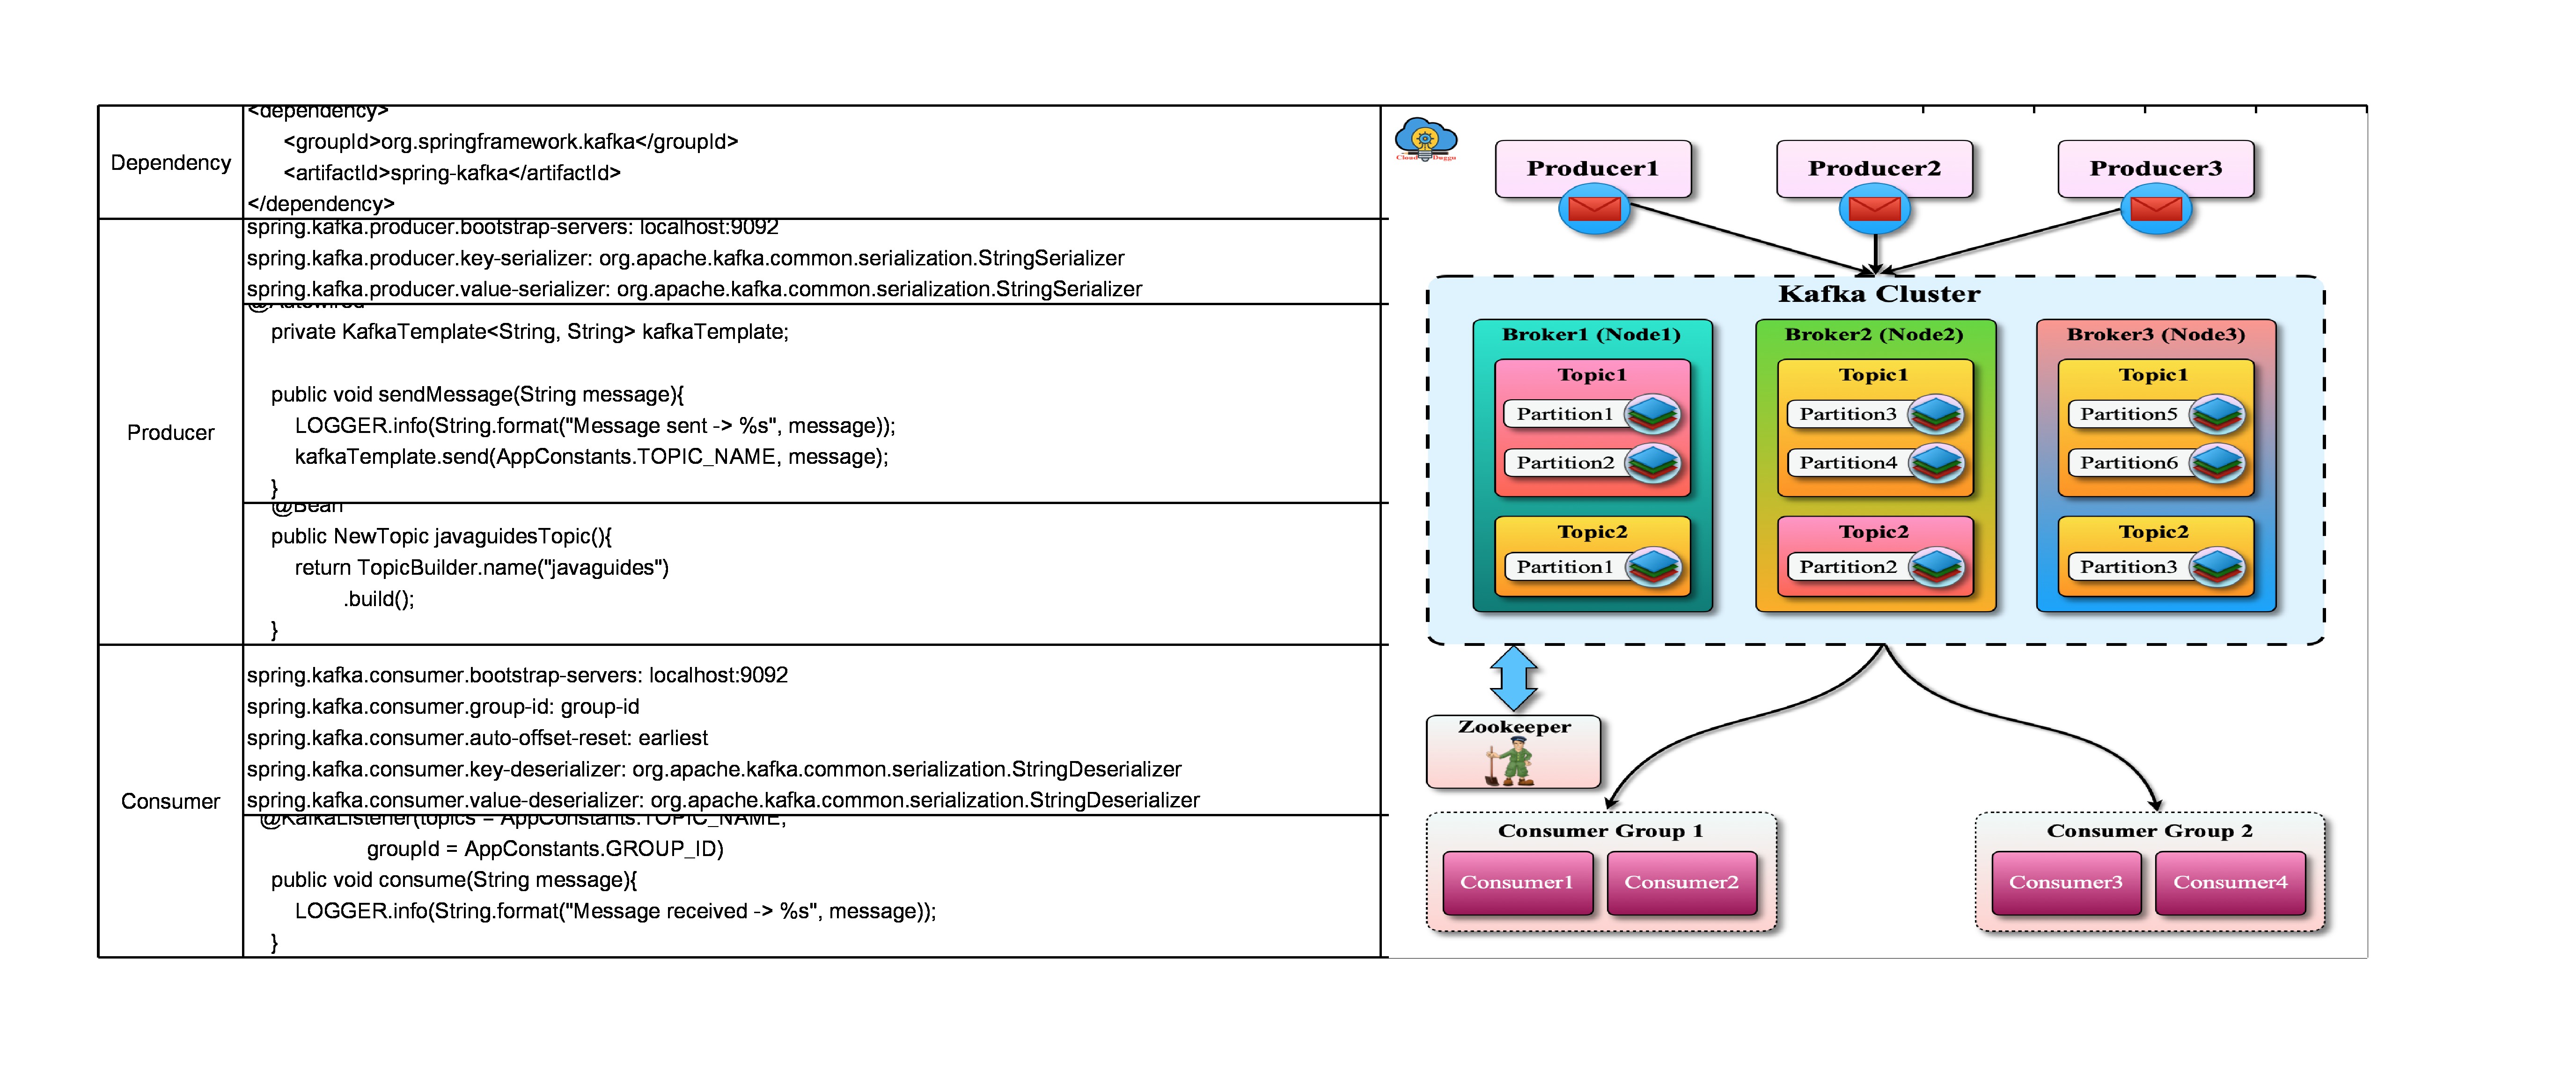 Dependency
<dependency>
<groupId>org.springframework.kafka</groupId>
<artifactId>spring-kafka</artifactId>
</dependency>
Producer
spring.kafka.producer.bootstrap-servers: localhost:9092
spring.kafka.producer.key-serializer: org.apache.kafka.common.serialization.StringSerializer
spring.kafka.producer.value-serializer: org.apache.kafka.common.serialization.StringSerializer
@Autowired
private KafkaTemplate<String, String> kafkaTemplate;
public void sendMessage(String message){
LOGGER.info(String.format("Message sent -> %s", message));
kafkaTemplate.send(AppConstants.TOPIC_NAME, message);
}
@Bean
public NewTopic javaguidesTopic(){
return TopicBuilder.name("javaguides")
.build();
}
Consumer
spring.kafka.consumer.bootstrap-servers: localhost:9092
spring.kafka.consumer.group-id: group-id
spring.kafka.consumer.auto-offset-reset: earliest
spring.kafka.consumer.key-deserializer: org.apache.kafka.common.serialization.StringDeserializer
spring.kafka.consumer.value-deserializer: org.apache.kafka.common.serialization.StringDeserializer
@KafkaListener(topics = AppConstants.TOPIC_NAME,
groupId = AppConstants.GROUP_ID)
public void consume(String message){
LOGGER.info(String.format("Message received -> %s", message));
}
Cloud Duggu
Producer1
Producer2
Producer3
Kafka Cluster
Broker1 (Node1)
Topic1
Partition1
Partition2
Topic2
Partition1
Broker2 (Node2)
Topic1
Partition3
Partition4
Topic2
Partition2
Broker3 (Node3)
Topic1
Partition5
Partition6
Topic2
Partition3
Zookeeper
Consumer Group 1
Consumer1
Consumer2
Consumer Group 2
Consumer3
Consumer4